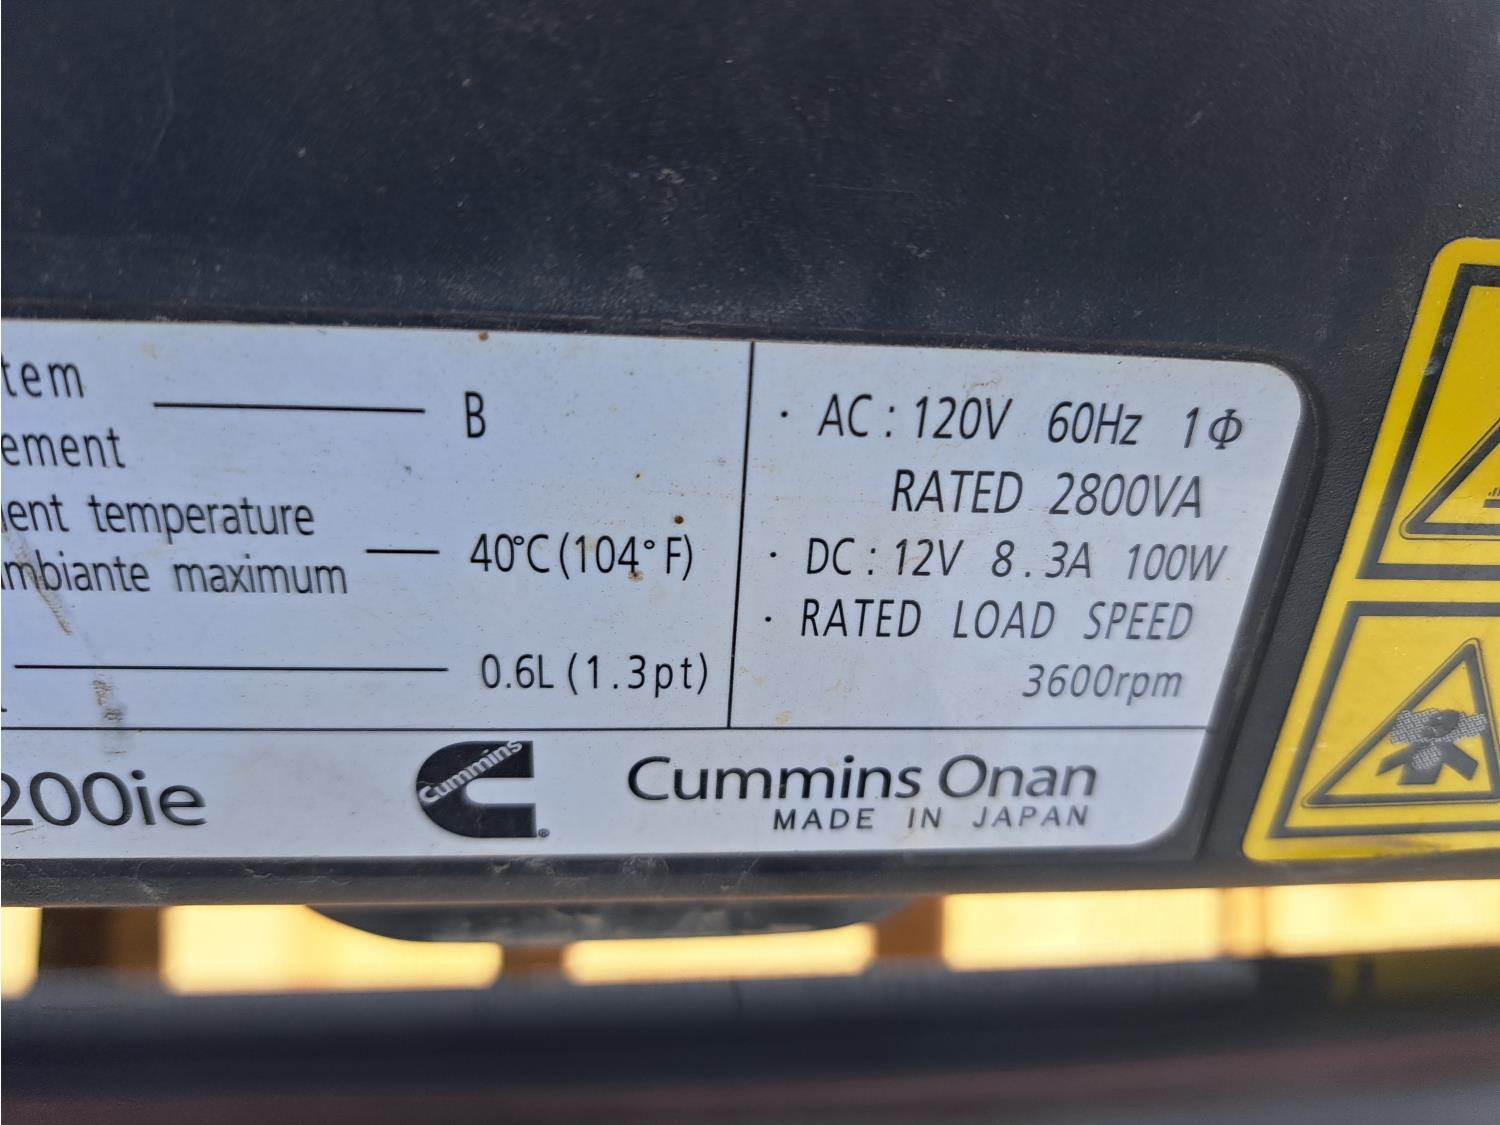 tem
B
ement
ent temperature
40°C(104°F)
mbiante maximum
0.6L(1.3pt)
· AC: 120V 60Hz 1Φ
RATED 2800VA
· DC: 12V 8.3A 100W
· RATED LOAD SPEED
3600rpm
200ie
Cummins
Cummins Onan
MADE IN JAPAN